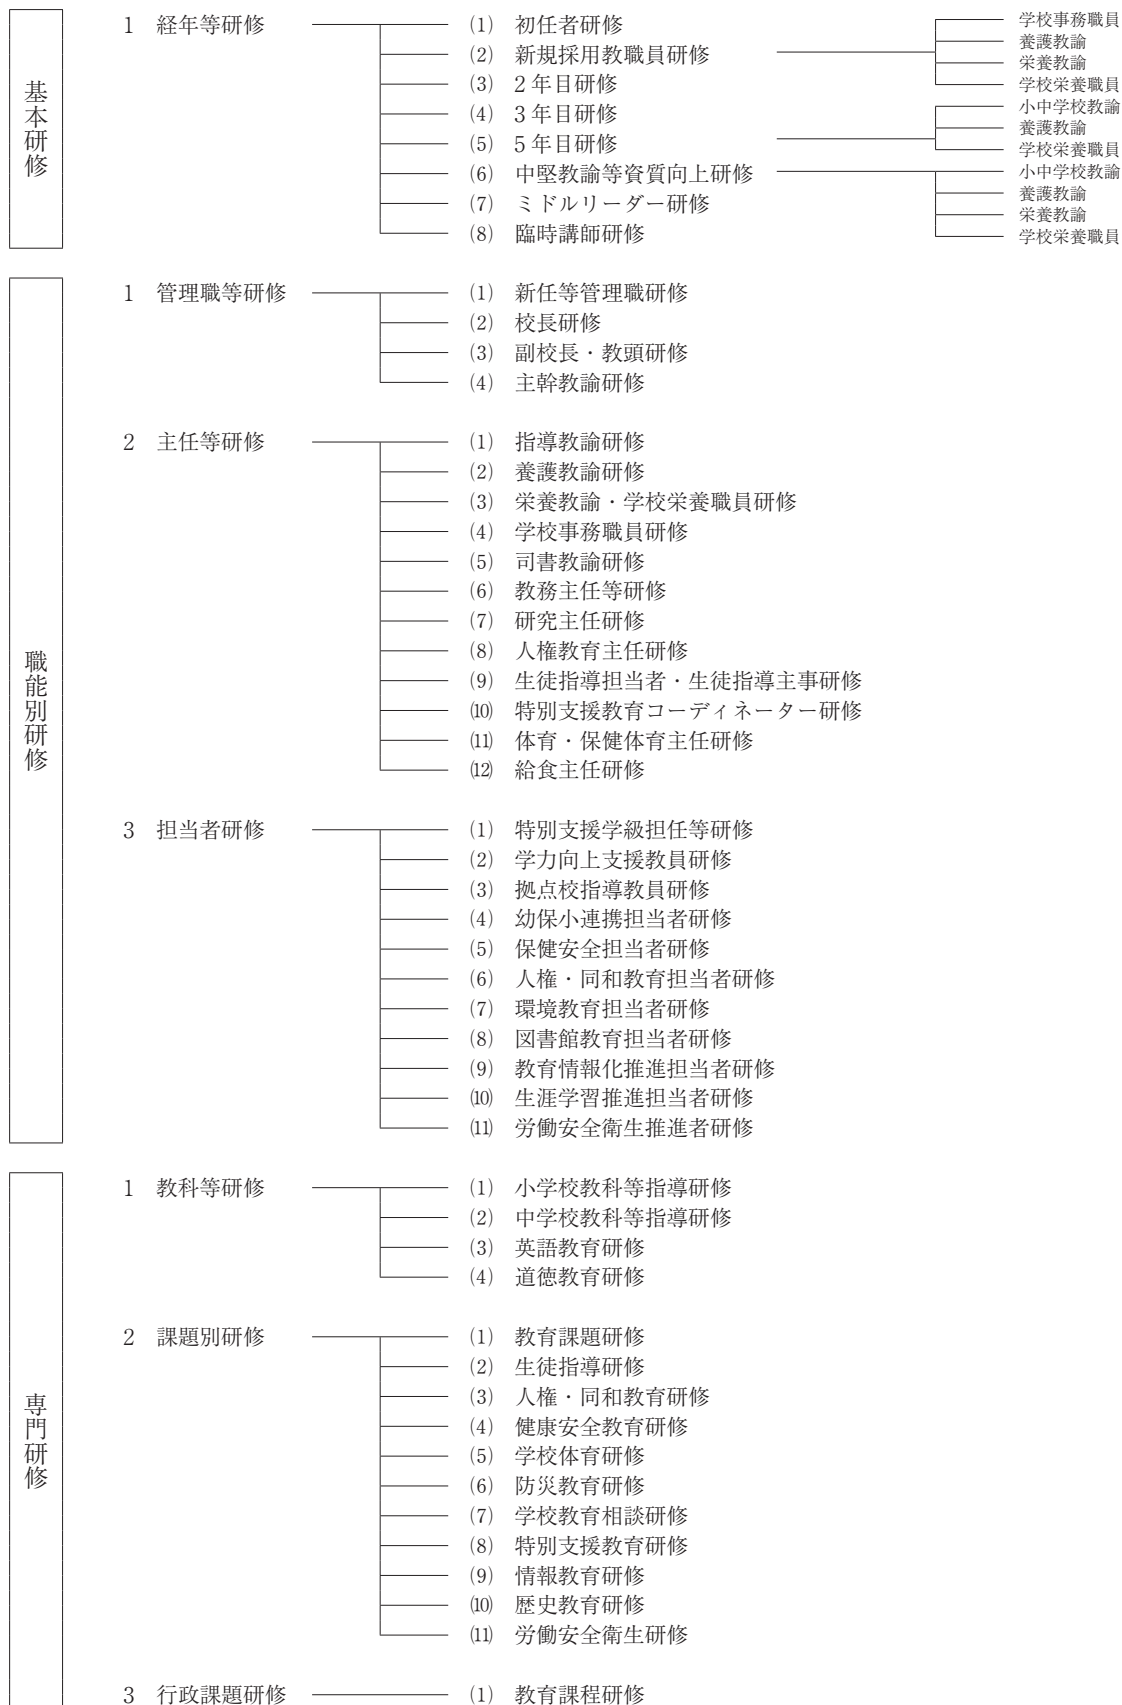 基本研修
1 経年等研修
(1) 初任者研修
(2) 新規採用教職員研修
学校事務職員
養護教諭
栄養教諭
学校栄養職員
(3) 2年目研修
(4) 3年目研修
(5) 5年目研修
小中学校教諭
養護教諭
学校栄養職員
(6) 中堅教諭等資質向上研修
小中学校教諭
養護教諭
栄養教諭
学校栄養職員
(7) ミドルリーダー研修
(8) 臨時講師研修
職能別研修
1 管理職等研修
(1) 新任等管理職研修
(2) 校長研修
(3) 副校長・教頭研修
(4) 主幹教諭研修
2 主任等研修
(1) 指導教諭研修
(2) 養護教諭研修
(3) 栄養教諭・学校栄養職員研修
(4) 学校事務職員研修
(5) 司書教諭研修
(6) 教務主任等研修
(7) 研究主任研修
(8) 人権教育主任研修
(9) 生徒指導担当者・生徒指導主事研修
(10) 特別支援教育コーディネーター研修
(11) 体育・保健体育主任研修
(12) 給食主任研修
3 担当者研修
(1) 特別支援学級担任等研修
(2) 学力向上支援教員研修
(3) 拠点校指導教員研修
(4) 幼保小連携担当者研修
(5) 保健安全担当者研修
(6) 人権・同和教育担当者研修
(7) 環境教育担当者研修
(8) 図書館教育担当者研修
(9) 教育情報化推進担当者研修
(10) 生涯学習推進担当者研修
(11) 労働安全衛生推進者研修
専門研修
1 教科等研修
(1) 小学校教科等指導研修
(2) 中学校教科等指導研修
(3) 英語教育研修
(4) 道徳教育研修
2 課題別研修
(1) 教育課題研修
(2) 生徒指導研修
(3) 人権・同和教育研修
(4) 健康安全教育研修
(5) 学校体育研修
(6) 防災教育研修
(7) 学校教育相談研修
(8) 特別支援教育研修
(9) 情報教育研修
(10) 歴史教育研修
(11) 労働安全衛生研修
3 行政課題研修
(1) 教育課程研修